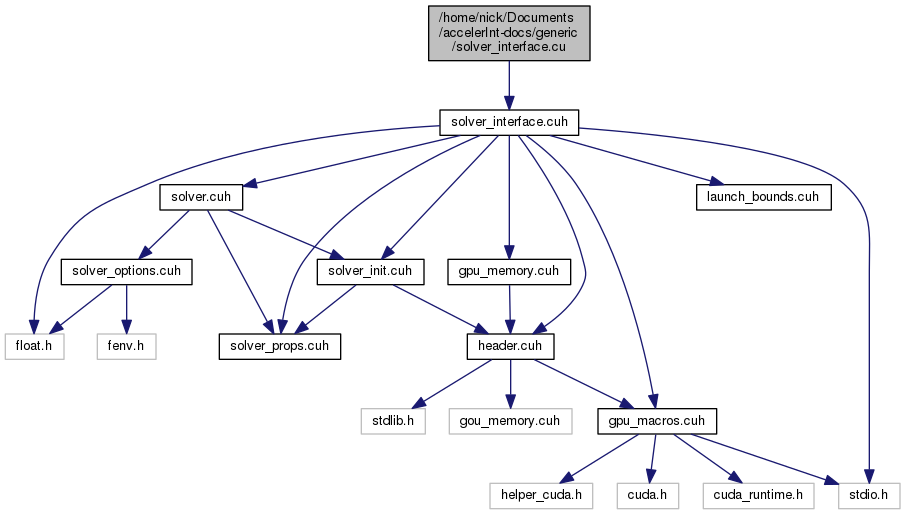 /home/nick/Documents
/accelerInt-docs/generic
/solver_interface.cu
solver_interface.cuh
solver.cuh
launch_bounds.cuh
solver_options.cuh
solver_init.cuh
gpu_memory.cuh
float.h
fenv.h
solver_props.cuh
header.cuh
stdlib.h
gou_memory.cuh
gpu_macros.cuh
helper_cuda.h
cuda.h
cuda_runtime.h
stdio.h